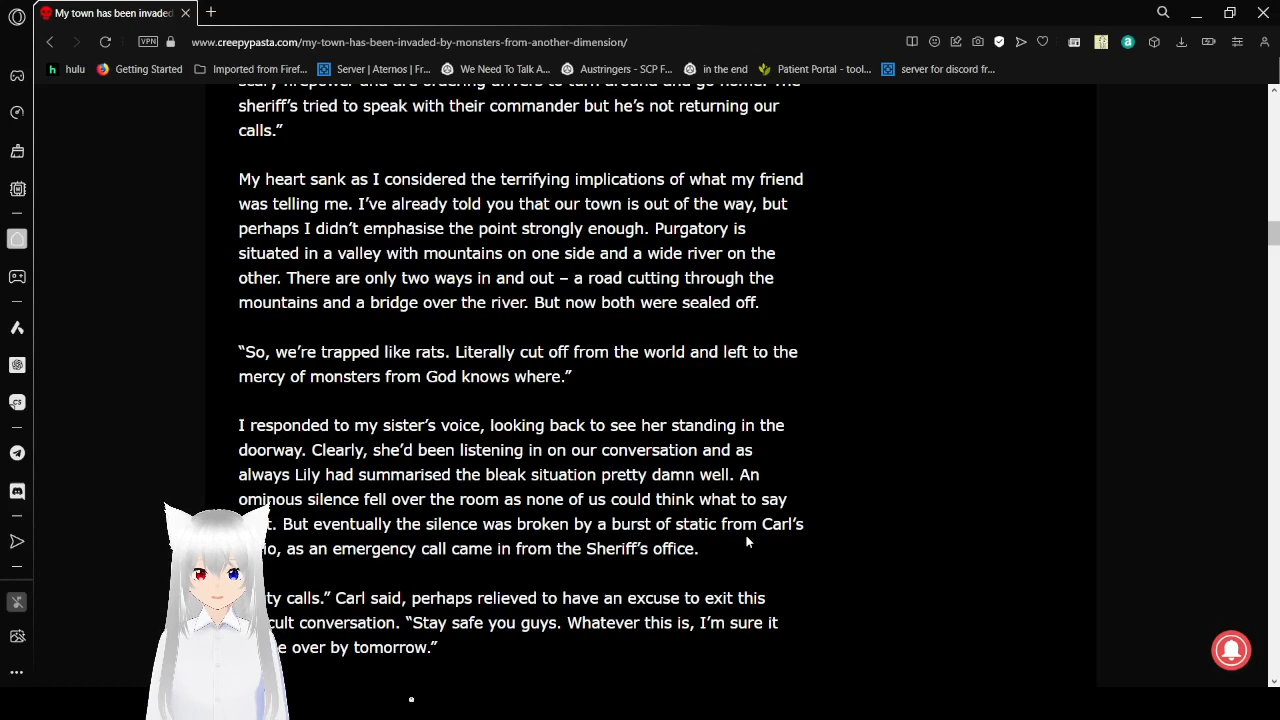 My town has been invaded
VPN
www.creepypasta.com/my-town-has-been-invaded-by-monsters-from-another-dimension/
hulu
Getting Started
Imported from Firef...
Server | Aternos | Fr...
We Need To Talk A...
Austringers - SCP F...
in the end
Patient Portal - tool...
server for discord fr...
sheriff's tried to speak with their commander but he's not returning our
calls."
My heart sank as I considered the terrifying implications of what my friend
was telling me. I've already told you that our town is out of the way, but
perhaps I didn't emphasise the point strongly enough. Purgatory is
situated in a valley with mountains on one side and a wide river on the
other. There are only two ways in and out – a road cutting through the
mountains and a bridge over the river. But now both were sealed off.
"So, we're trapped like rats. Literally cut off from the world and left to the
mercy of monsters from God knows where."
I responded to my sister's voice, looking back to see her standing in the
doorway. Clearly, she'd been listening in on our conversation and as
always Lily had summarised the bleak situation pretty damn well. An
ominous silence fell over the room as none of us could think what to say
But eventually the silence was broken by a burst of static from Carl's
as an emergency call came in from the Sheriff's office.
calls." Carl said, perhaps relieved to have an excuse to exit this
conversation. "Stay safe you guys. Whatever this is, I'm sure it
over by tomorrow."